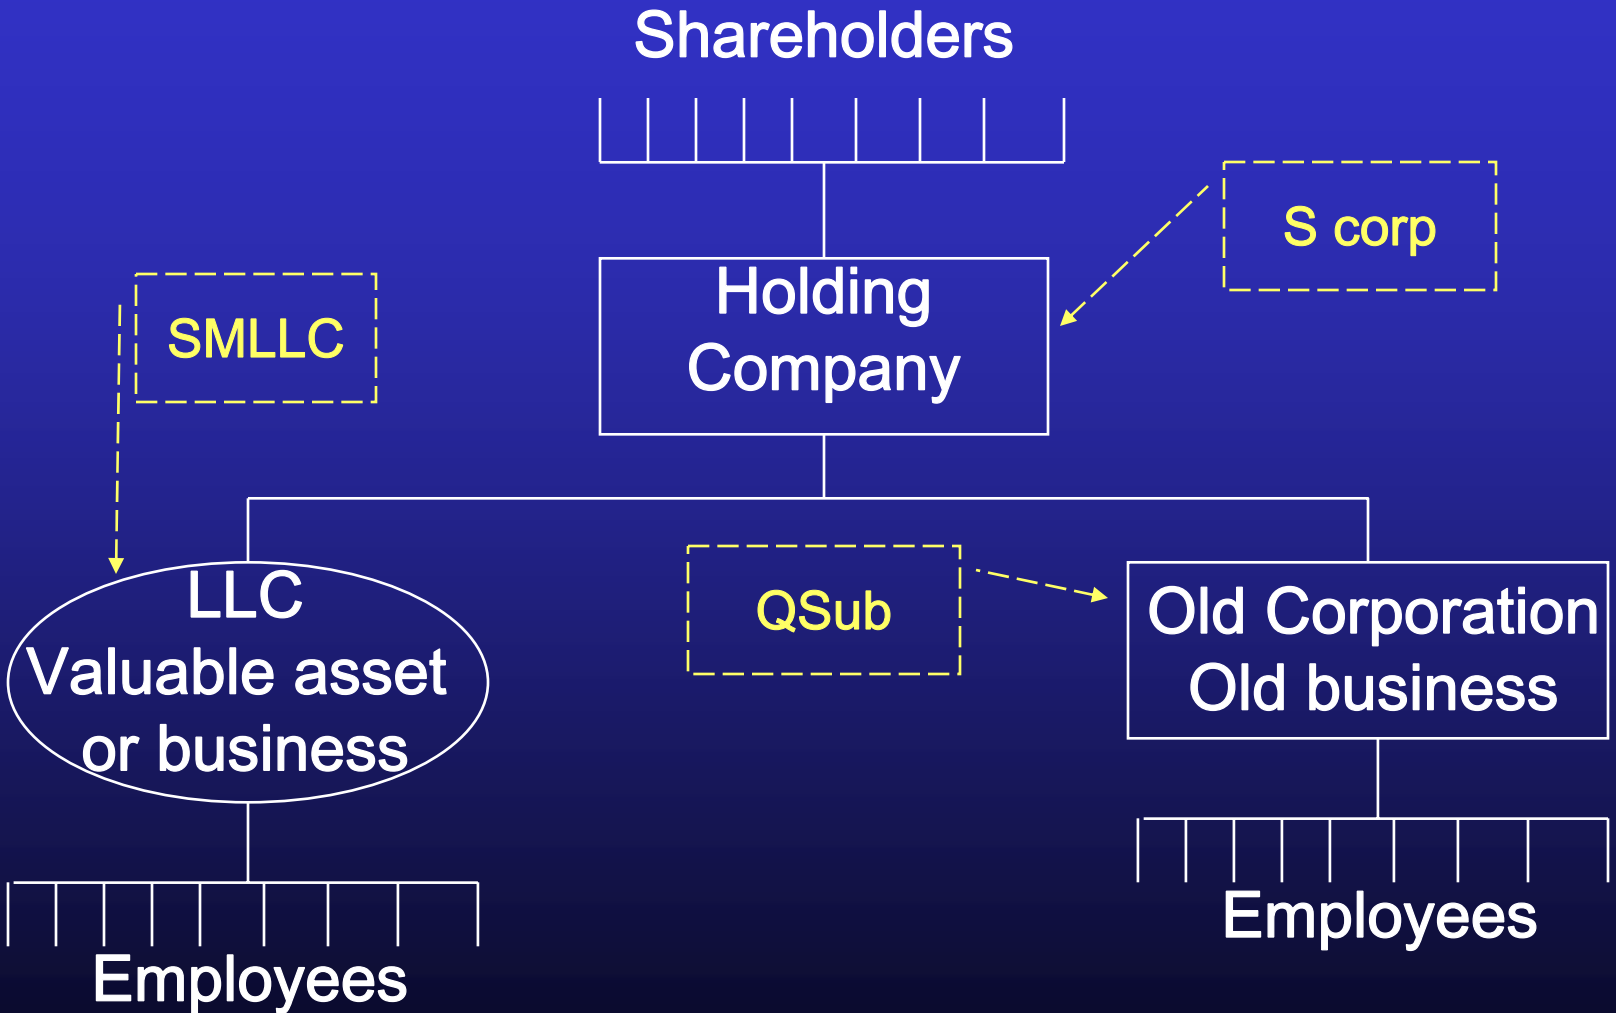 Shareholders
S corp
Holding
Company
SMLLC
QSub
LLC
Valuable asset
or business
Old Corporation
Old business
Employees
Employees